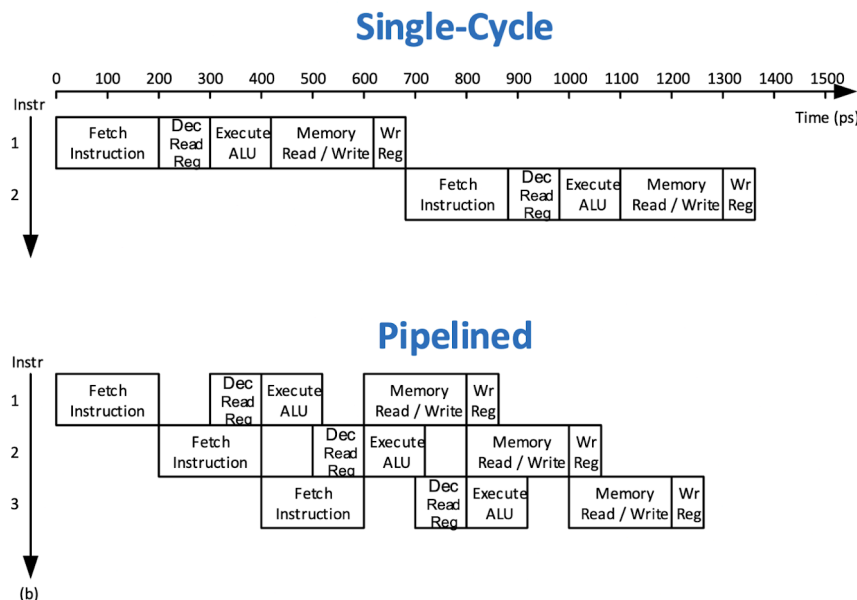 Single-Cycle
0 100 200 300 400 500 600 700 800 900 1000 1100 1200 1300 1400 1500
Instr
Time (ps)
1
Fetch
Instruction
Dec
Read
Reg
Execute
ALU
Memory
Read / Write
Wr
Reg
2
Fetch
Instruction
Dec
Read
Reg
Execute
ALU
Memory
Read / Write
Wr
Reg
Pipelined
Instr
1
Fetch
Instruction
Dec
Read
Reg
Execute
ALU
Memory
Read / Write
Wr
Reg
2
Fetch
Instruction
Dec
Read
Reg
Execute
ALU
Memory
Read / Write
Wr
Reg
3
Fetch
Instruction
Dec
Read
Reg
Execute
ALU
Memory
Read / Write
Wr
Reg
(b)